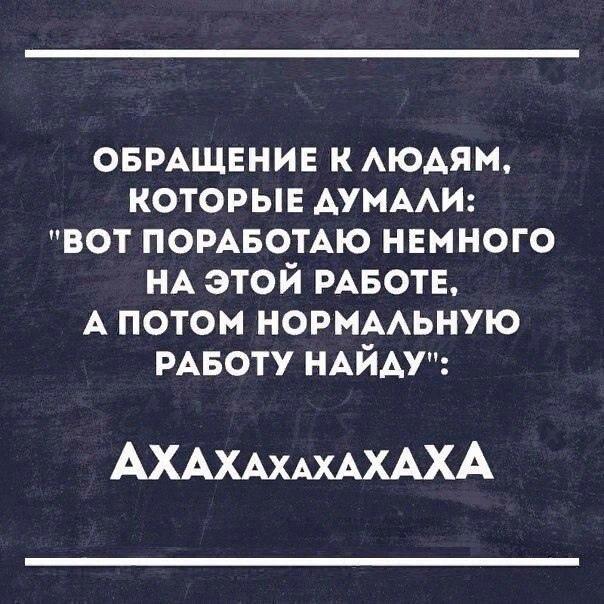 ОБРАЩЕНИЕ К ЛЮДЯМ,
КОТОРЫЕ ДУМАЛИ:
"ВОТ ПОРАБОТАЮ НЕМНОГО
НА ЭТОЙ РАБОТЕ,
А ПОТОМ НОРМАЛЬНУЮ
РАБОТУ НАЙДУ":
АХАХАХАХАХАХА